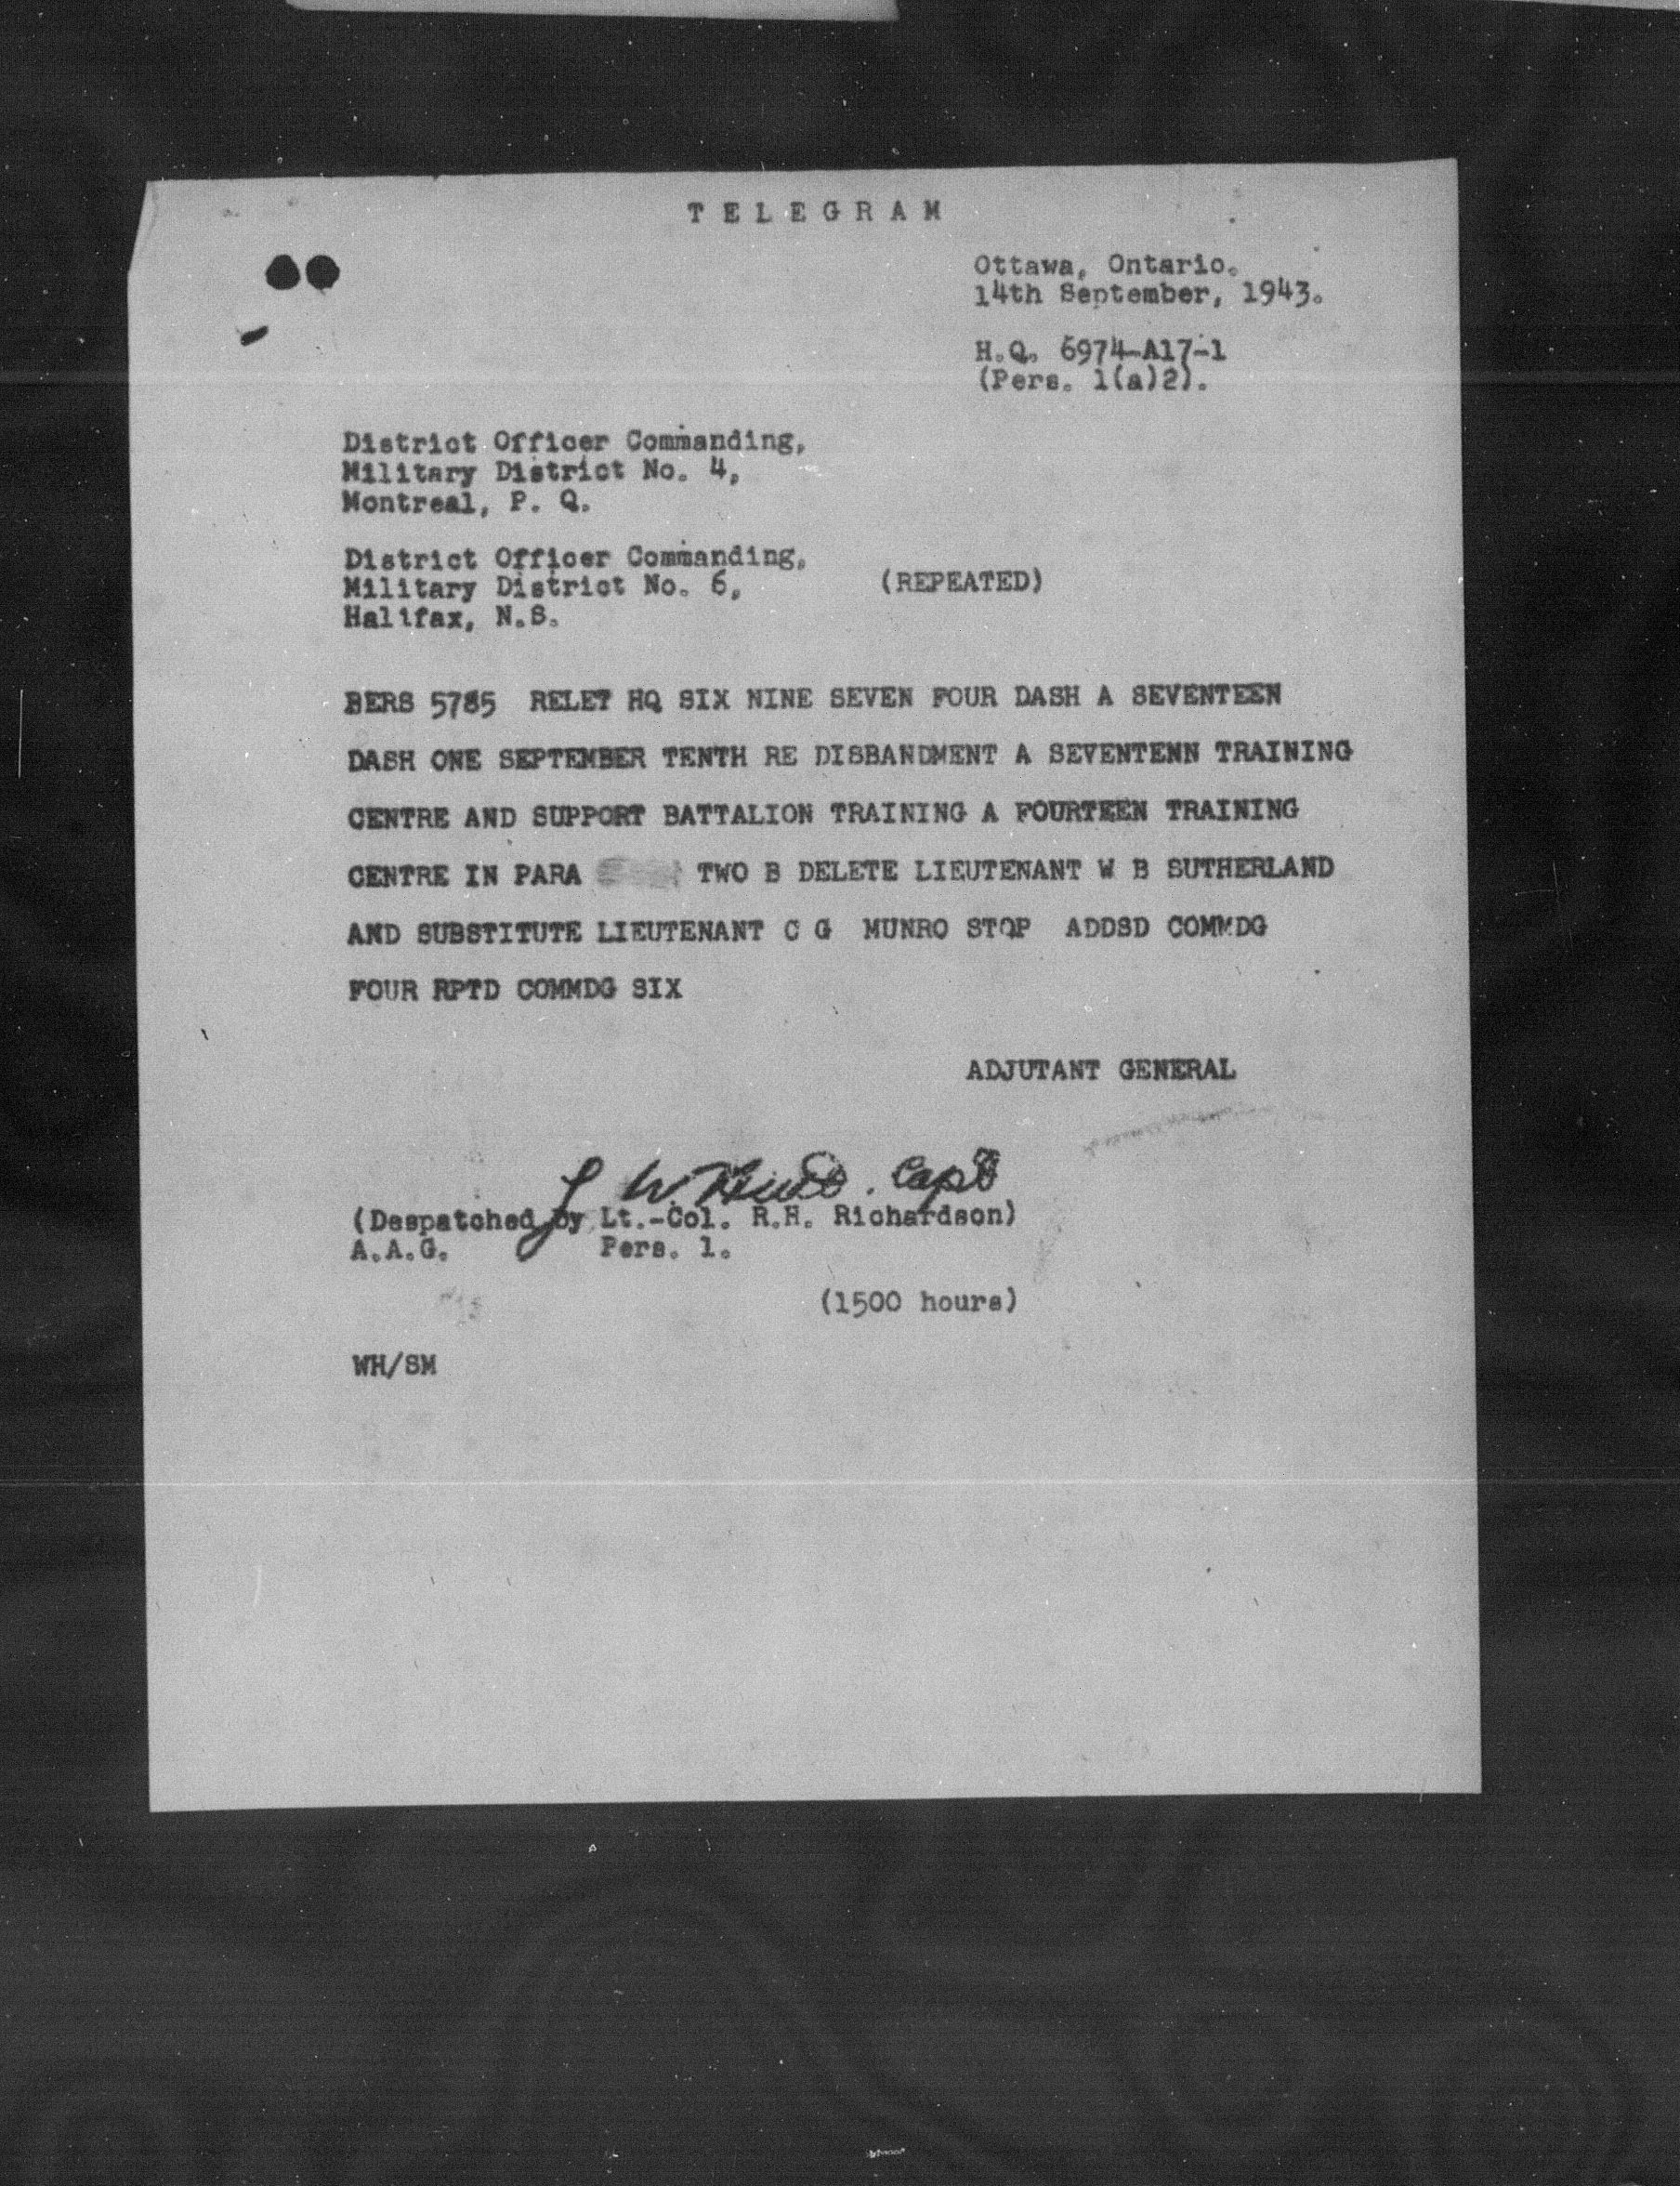 TELEGRAM
Ottawa, Ontario.
14th September, 1943.
H.Q. 6974-A17-1
(Pers. 1(a)2).
District Officer Commanding,
Military District No. 4,
Montreal, P. Q.
District Officer Commanding,
Military District No. 6,
(REPEATED)
Halifax, N.S.
BERS 5785 RELET HQ SIX NINE SEVEN FOUR DASH A SEVENTEEN
DASH ONE SEPTEMBER TENTH RE DISBANDMENT A SEVENTENN TRAINING
CENTRE AND SUPPORT BATTALION TRAINING A FOURTEEN TRAINING
CENTRE IN PARA TWO B DELETE LIEUTENANT W B SUTHERLAND
AND SUBSTITUTE LIEUTENANT C G MUNRO STOP ADDSD COMMDG
FOUR RPTD COMMDG SIX
ADJUTANT GENERAL
W. Capt
(Despatched by Lt.-Col. R.H. Richardson)
A.A.G. Pers. 1.
(1500 hours)
WH/SM